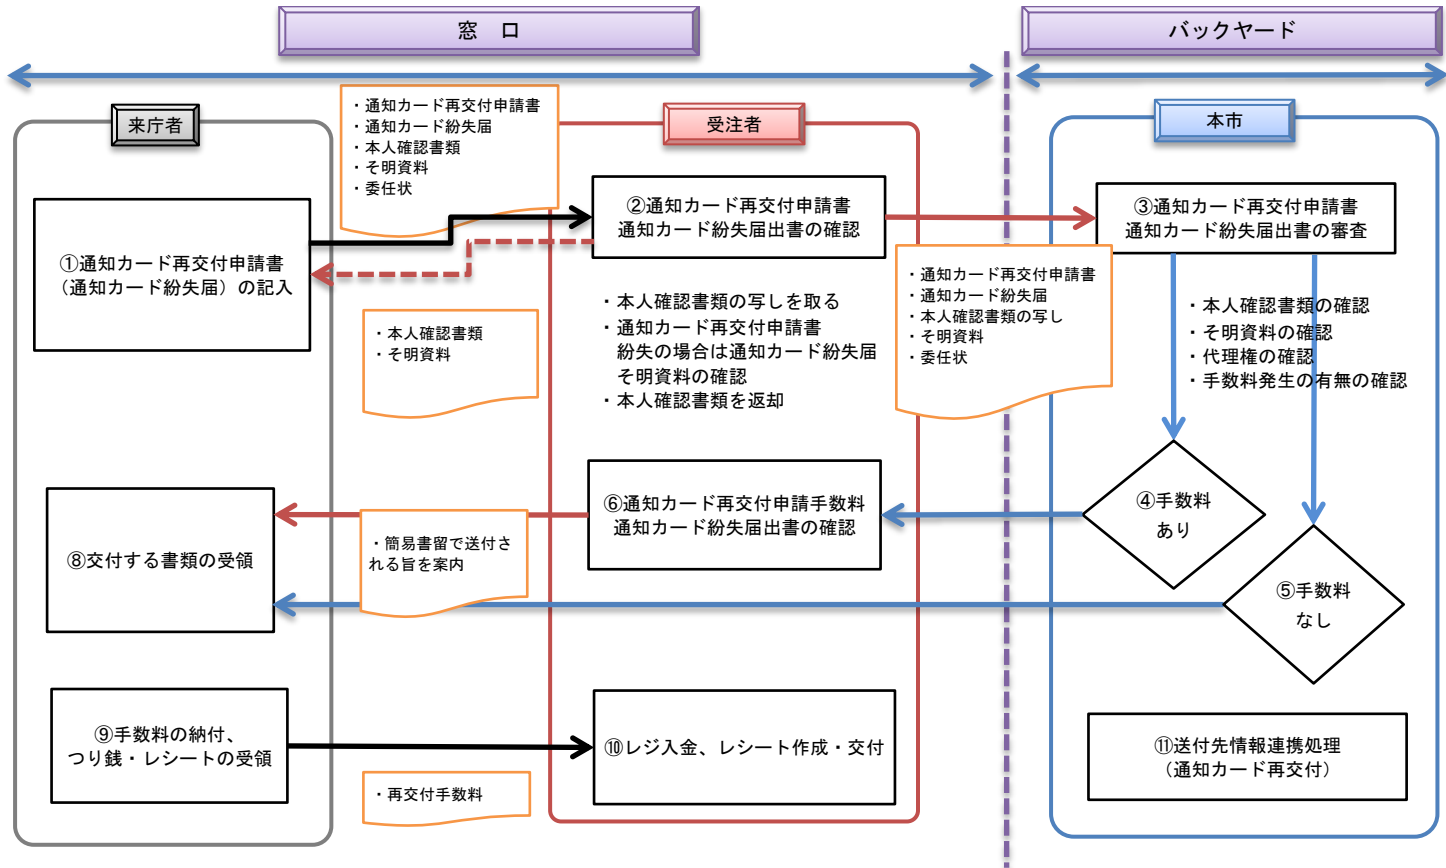 窓　口
バックヤード
来庁者
受注者
本市
・通知カード再交付申請書
・通知カード紛失届
・本人確認書類
・そ明資料
・委任状
①通知カード再交付申請書
（通知カード紛失届）の記入
②通知カード再交付申請書
通知カード紛失届出書の確認
③通知カード再交付申請書
通知カード紛失届出書の審査
・本人確認書類
・そ明資料
・本人確認書類の写しを取る
・通知カード再交付申請書
紛失の場合は通知カード紛失届
そ明資料の確認
・本人確認書類を返却
・通知カード再交付申請書
・通知カード紛失届
・本人確認書類の写し
・そ明資料
・委任状
・本人確認書類の確認
・そ明資料の確認
・代理権の確認
・手数料発生の有無の確認
④手数料
あり
⑤手数料
なし
⑥通知カード再交付申請手数料
通知カード紛失届出書の確認
・簡易書留で送付さ
れる旨を案内
⑧交付する書類の受領
⑨手数料の納付、
つり銭・レシートの受領
・再交付手数料
⑩レジ入金、レシート作成・交付
⑪送付先情報連携処理
（通知カード再交付）